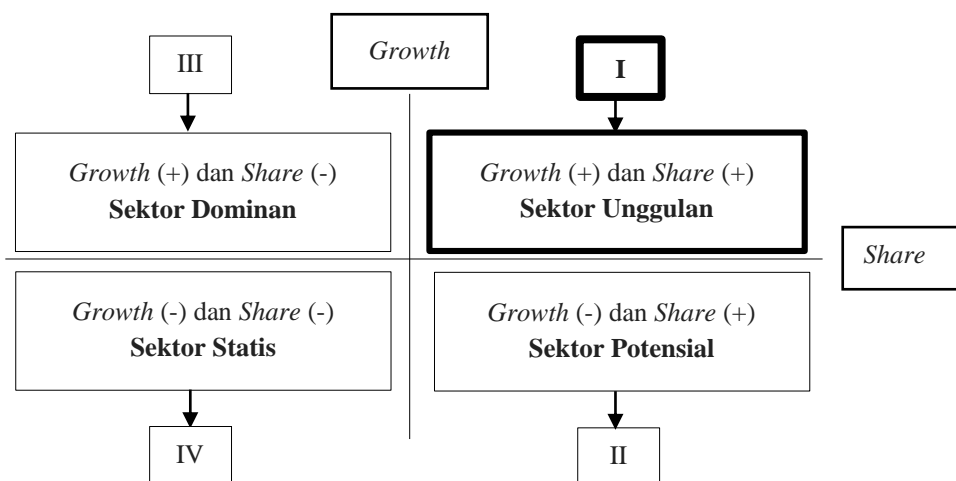 Growth
III
I
Growth (+) dan Share (-)
Sektor Dominan
Growth (+) dan Share (+)
Sektor Unggulan
Share
Growth (-) dan Share (-)
Sektor Statis
Growth (-) dan Share (+)
Sektor Potensial
IV
II